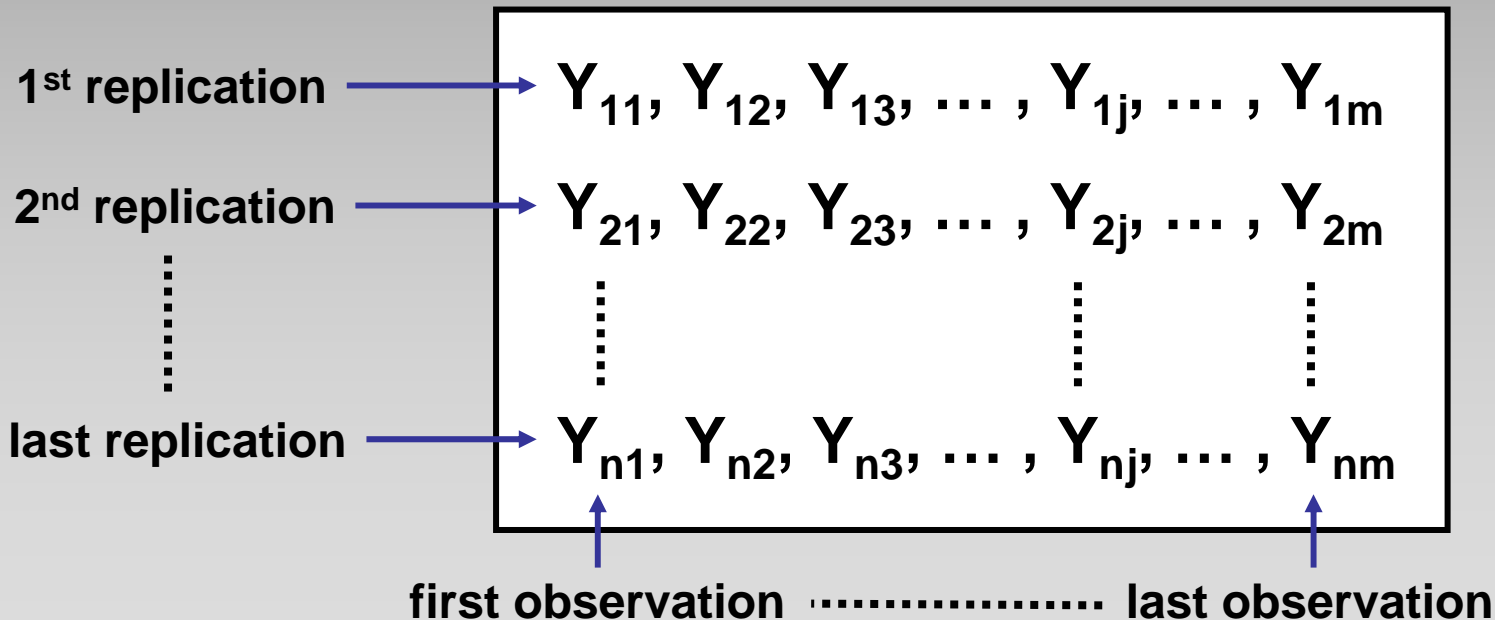 1st replication Y11, Y12, Y13, ... , Y1j, ... , Y1m
2nd replication Y21, Y22, Y23, ... , Y2j, ... , Y2m
last replication Yn1, Yn2, Yn3, ... , Ynj, ... , Ynm
first observation last observation